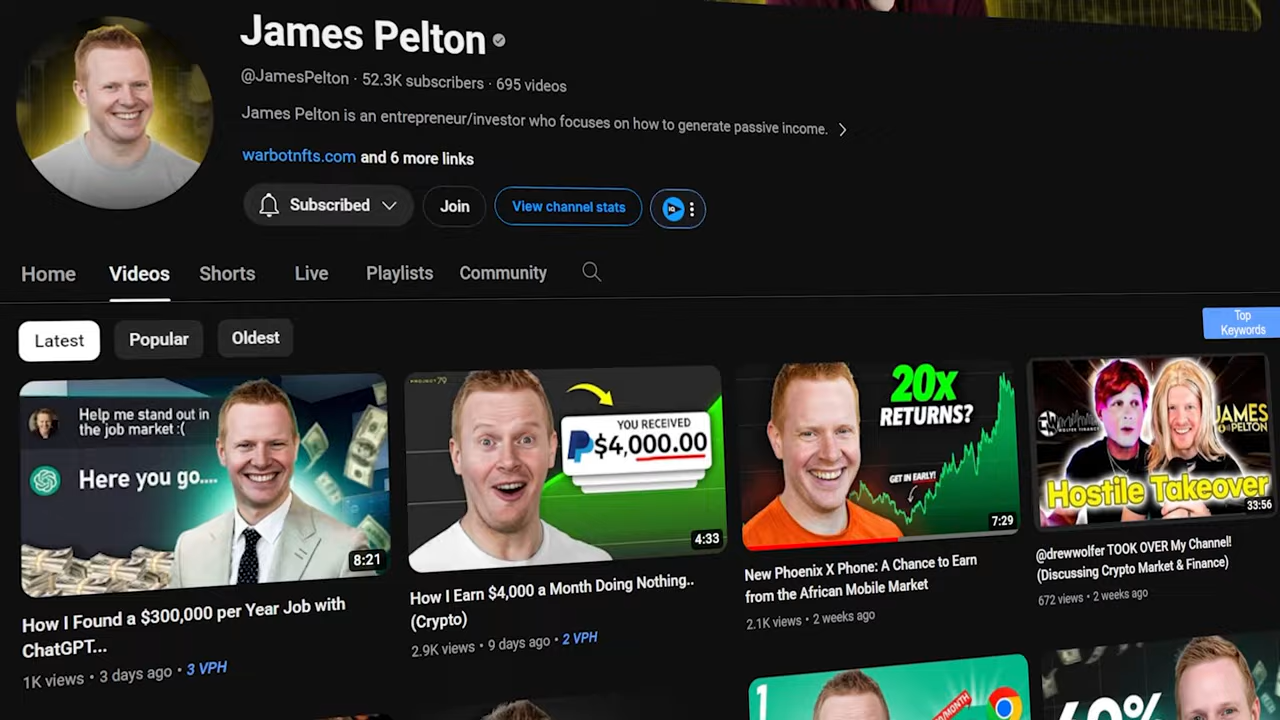 James Pelton
@JamesPelton · 52.3K subscribers · 695 videos
James Pelton is an entrepreneur/investor who focuses on how to generate passive income.
warbotnfts.com and 6 more links
Subscribed
Join
View channel stats
Home
Videos
Shorts
Live
Playlists
Community
Latest
Popular
Oldest
Top
Keywords
Help me stand out in
the job market :(
Here you go....
8:21
How I Found a $300,000 per Year Job with
ChatGPT...
1K views • 3 days ago • 3 VPH
PROJECT79
YOU RECEIVED
$4,000.00
4:33
How I Earn $4,000 a Month Doing Nothing..
(Crypto)
2.9K views • 9 days ago • 2 VPH
20x
RETURNS?
GET IN EARLY!
7:29
New Phoenix X Phone: A Chance to Earn
from the African Mobile Market
2.1K views • 2 weeks ago
JAMES
PELTON
Hostile Takeover
33:56
@drewwolfer TOOK OVER My Channel!
(Discussing Crypto Market & Finance)
672 views • 2 weeks ago
1
/MONTH
60%